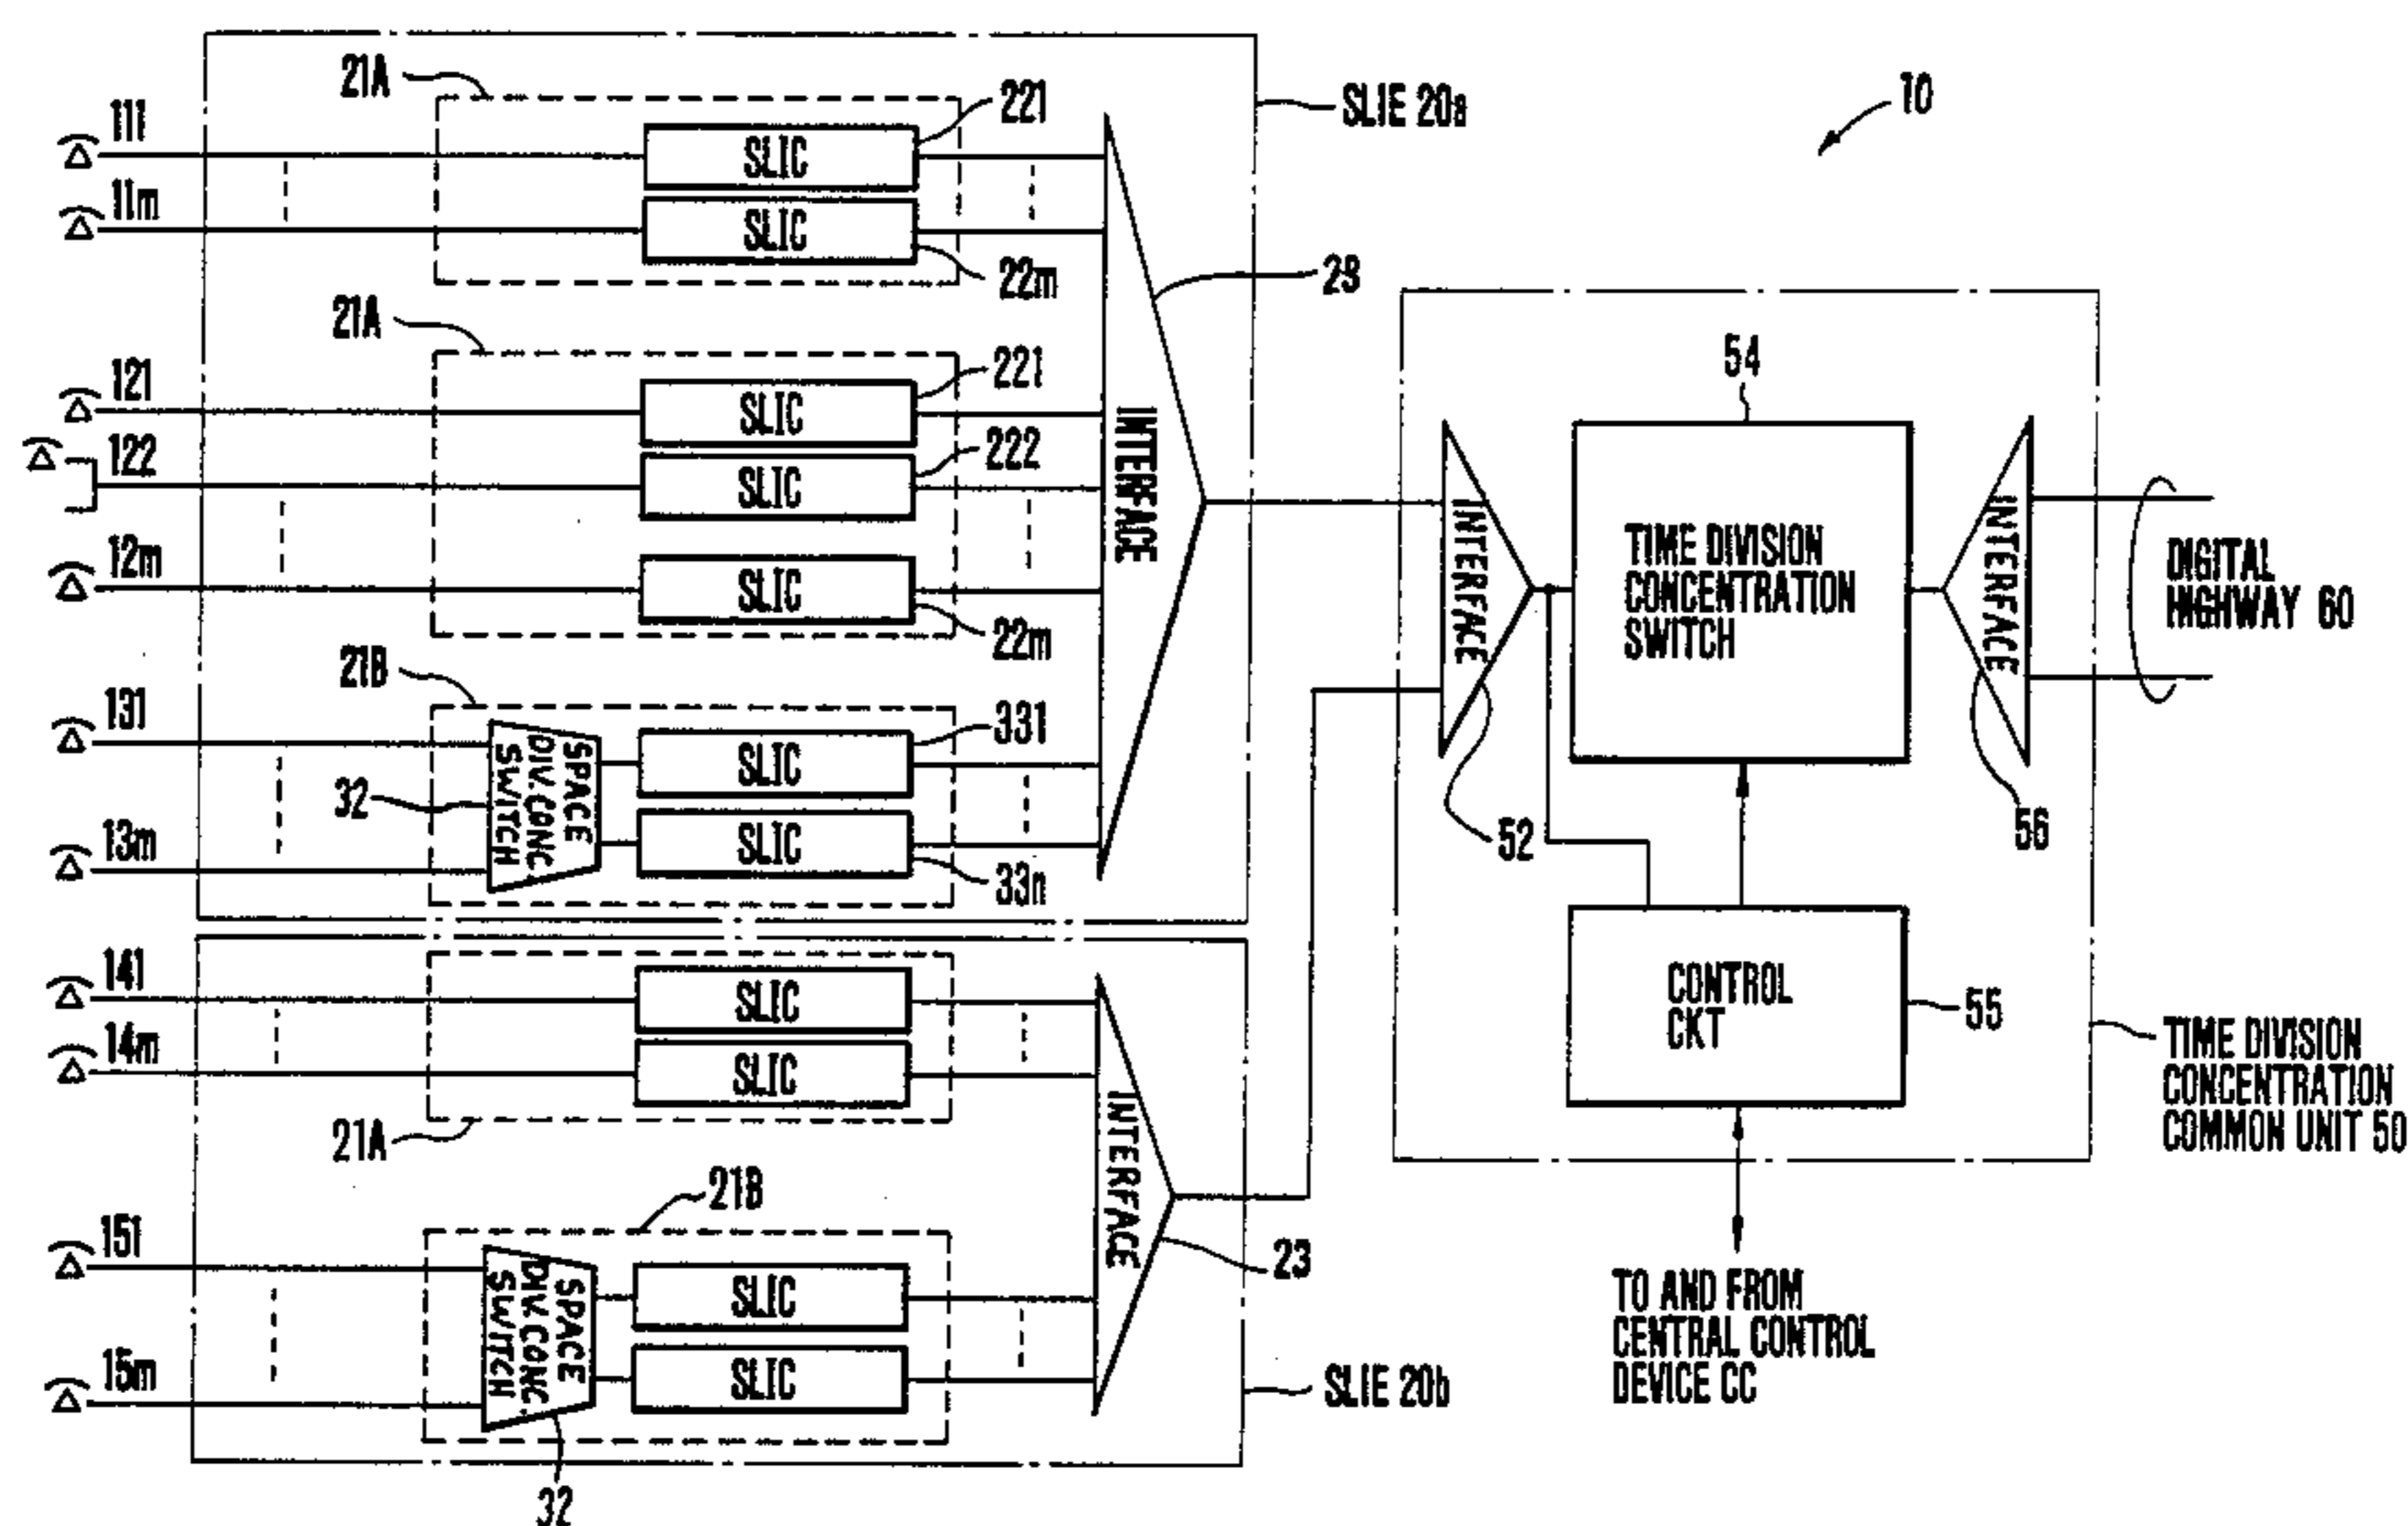 21A
111
SLIC
221
SLIE 20a
10
11m
SLIC
22m
23
21A
121
SLIC
221
54
122
SLIC
222
INTERFACE
12m
SLIC
22m
INTERFACE
TIME DIVISION
CONCENTRATION
SWITCH
INTERFACE
DIGITAL
HIGHWAY 60
21B
131
SPACE
DIV. CONC.
SWITCH
SLIC
331
32
52
56
13m
SLIC
33n
141
SLIC
CONTROL
CKT
55
14m
SLIC
TIME DIVISION
CONCENTRATION
COMMON UNIT 50
21A
INTERFACE
21B
151
SPACE
DIV. CONC.
SWITCH
SLIC
23
TO AND FROM
CENTRAL CONTROL
DEVICE CC
15m
SLIC
SLIE 20b
32